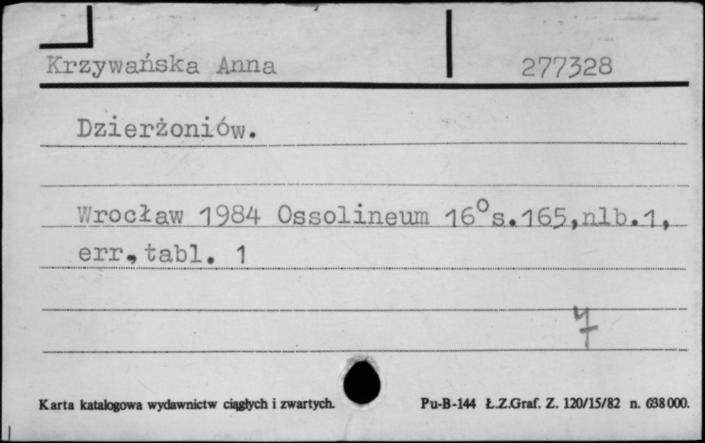 Krzywańska Anna 277328
Dzierżoniów.
Wrocław 1984 Ossolineum 16° s.165,nlb.1,
err,tabl. 1
Karta katalogowa wydawnictw ciągłych i zwartych. Pu-B-144 Ł.Z.Graf. Z. 120/15/82 n. 638000.